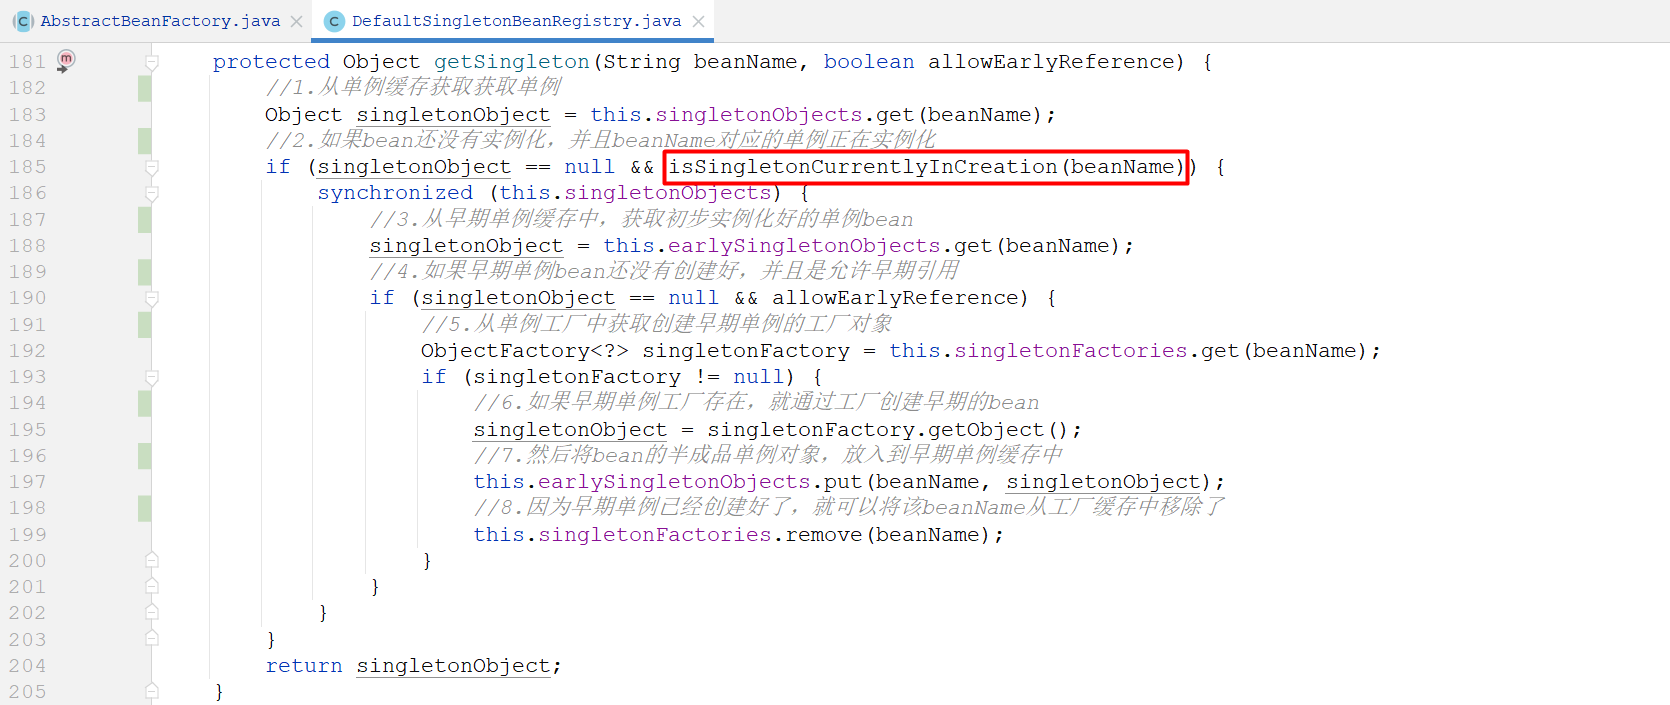 AbstractBeanFactory.java × DefaultSingletonBeanRegistry.java ×
181 protected Object getSingleton(String beanName, boolean allowEarlyReference) {
182 //1.从单例缓存获取获取单例
183 Object singletonObject = this.singletonObjects.get(beanName);
184 //2.如果bean还没有实例化，并且beanName对应的单例正在实例化
185 if (singletonObject == null && isSingletonCurrentlyInCreation(beanName)) {
186 synchronized (this.singletonObjects) {
187 //3.从早期单例缓存中，获取初步实例化好的单例bean
188 singletonObject = this.earlySingletonObjects.get(beanName);
189 //4.如果早期单例bean还没有创建好，并且是允许早期引用
190 if (singletonObject == null && allowEarlyReference) {
191 //5.从单例工厂中获取创建早期单例的工厂对象
192 ObjectFactory<?> singletonFactory = this.singletonFactories.get(beanName);
193 if (singletonFactory != null) {
194 //6.如果早期单例工厂存在，就通过工厂创建早期的bean
195 singletonObject = singletonFactory.getObject();
196 //7.然后将bean的半成品单例对象，放入到早期单例缓存中
197 this.earlySingletonObjects.put(beanName, singletonObject);
198 //8.因为早期单例已经创建好了，就可以将该beanName从工厂缓存中移除了
199 this.singletonFactories.remove(beanName);
200 }
201 }
202 }
203 }
204 return singletonObject;
205 }